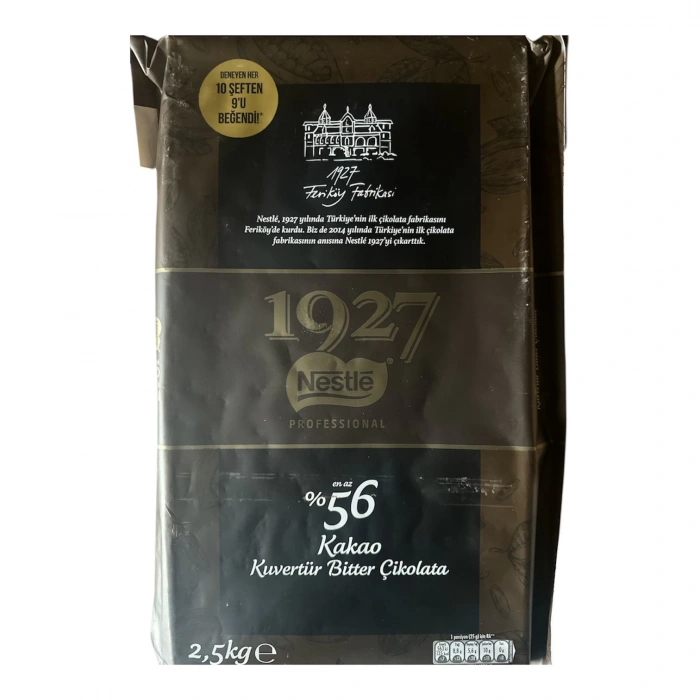 DENEYEN HER
10 ŞEFTEN
9'U
BEĞENDİ!*
1927
Feriköy Fabrikası
Nestlé, 1927 yılında Türkiye'nin ilk çikolata fabrikasını
Feriköy'de kurdu. Biz de 2014 yılında Türkiye'nin ilk çikolata
fabrikasının anısına Nestlé 1927'yi çıkarttık.
1927
Nestlé®
PROFESSIONAL
en az
%56
Kakao
Kuvertür Bitter Çikolata
2,5kg e